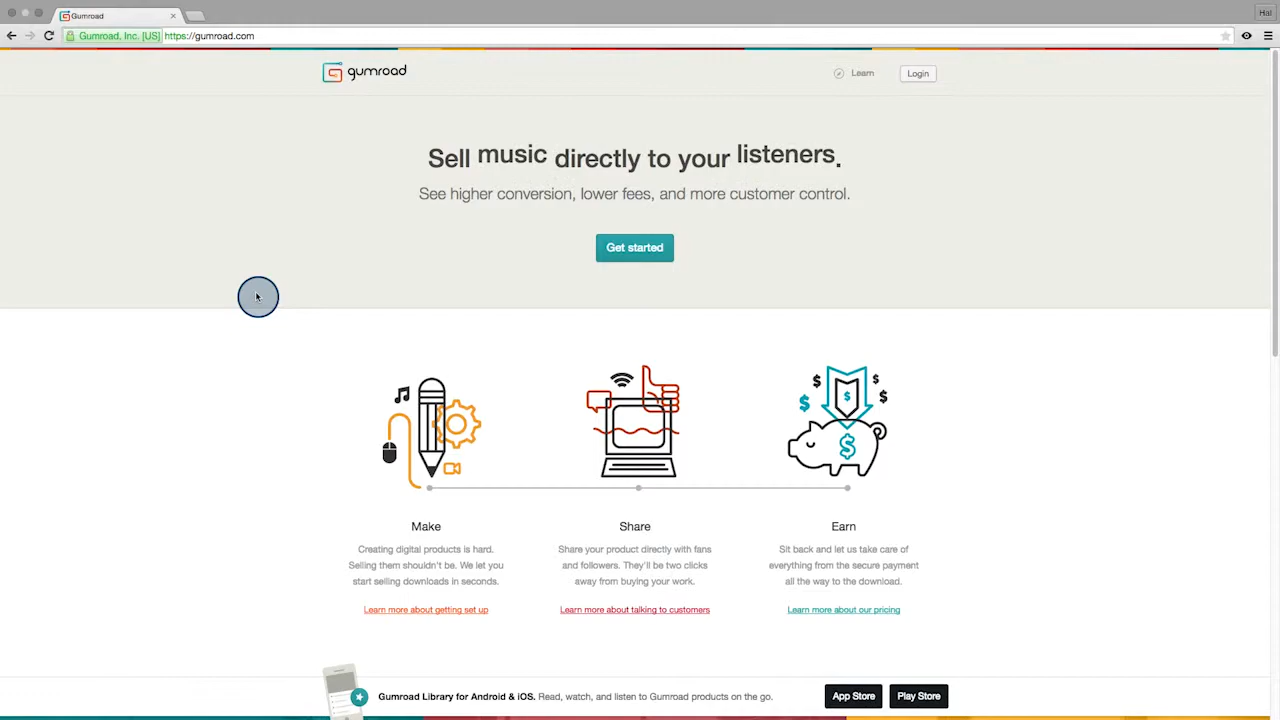 Gumroad
Hal
Gumroad, Inc. [US] https://gumroad.com
gumroad
Learn
Login
Sell music directly to your listeners.
See higher conversion, lower fees, and more customer control.
Get started
$ $ $ $ $ $
Make
Share
Earn
Creating digital products is hard.
Selling them shouldn't be. We let you
start selling downloads in seconds.
Share your product directly with fans
and followers. They'll be two clicks
away from buying your work.
Sit back and let us take care of
everything from the secure payment
all the way to the download.
Learn more about getting set up
Learn more about talking to customers
Learn more about our pricing
Gumroad Library for Android & iOS. Read, watch, and listen to Gumroad products on the go.
App Store
Play Store